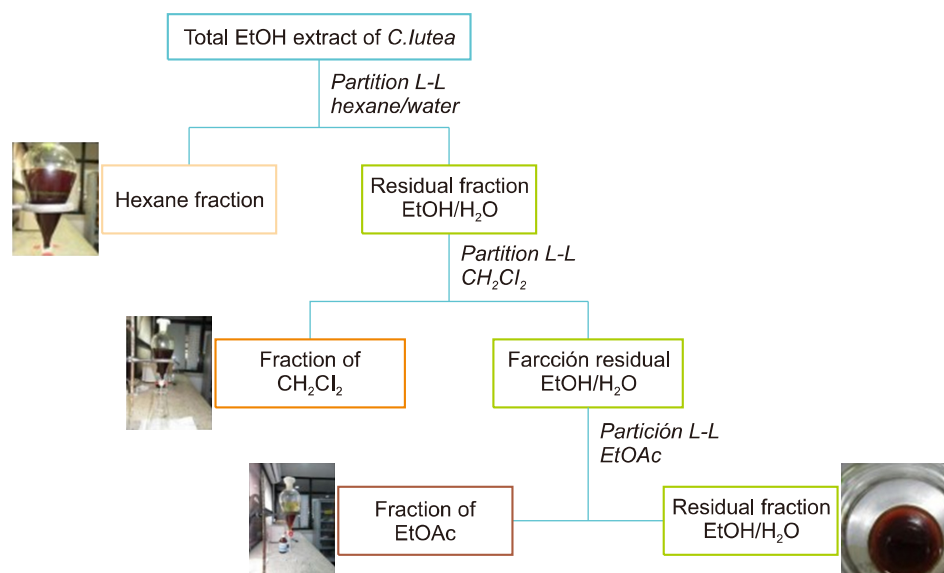 Total EtOH extract of C.lutea
Partition L-L
hexane/water
Hexane fraction
Residual fraction
EtOH/H₂O
Partition L-L
CH₂Cl₂
Fraction of
CH₂Cl₂
Farcción residual
EtOH/H₂O
Partición L-L
EtOAc
Fraction of
EtOAc
Residual fraction
EtOH/H₂O